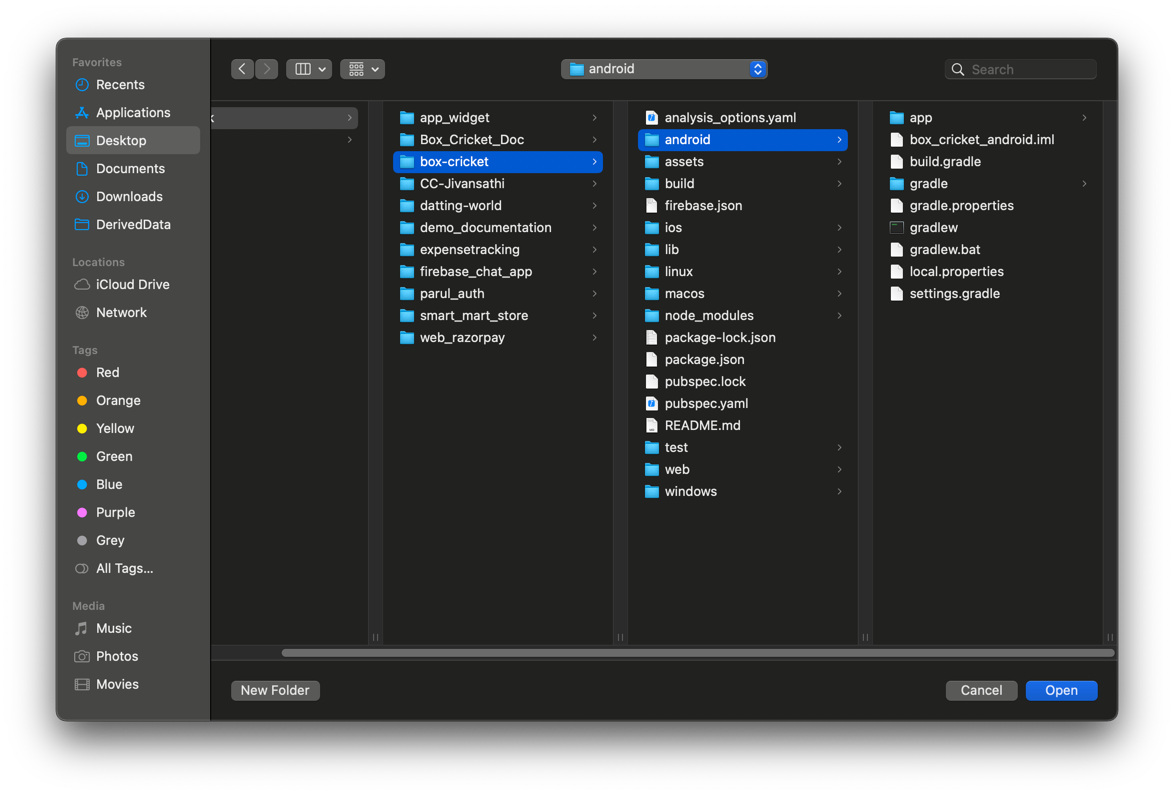 Favorites
Recents
Applications
Desktop
Documents
Downloads
DerivedData
Locations
iCloud Drive
Network
Tags
Red
Orange
Yellow
Green
Blue
Purple
Grey
All Tags...
Media
Music
Photos
Movies
android
Search
app_widget
Box_Cricket_Doc
box-cricket
CC-Jivansathi
datting-world
demo_documentation
expensetracking
firebase_chat_app
parul_auth
smart_mart_store
web_razorpay
analysis_options.yaml
android
assets
build
firebase.json
ios
lib
linux
macos
node_modules
package-lock.json
package.json
pubspec.lock
pubspec.yaml
README.md
test
web
windows
app
box_cricket_android.iml
build.gradle
gradle
gradle.properties
gradlew
gradlew.bat
local.properties
settings.gradle
New Folder
Cancel
Open